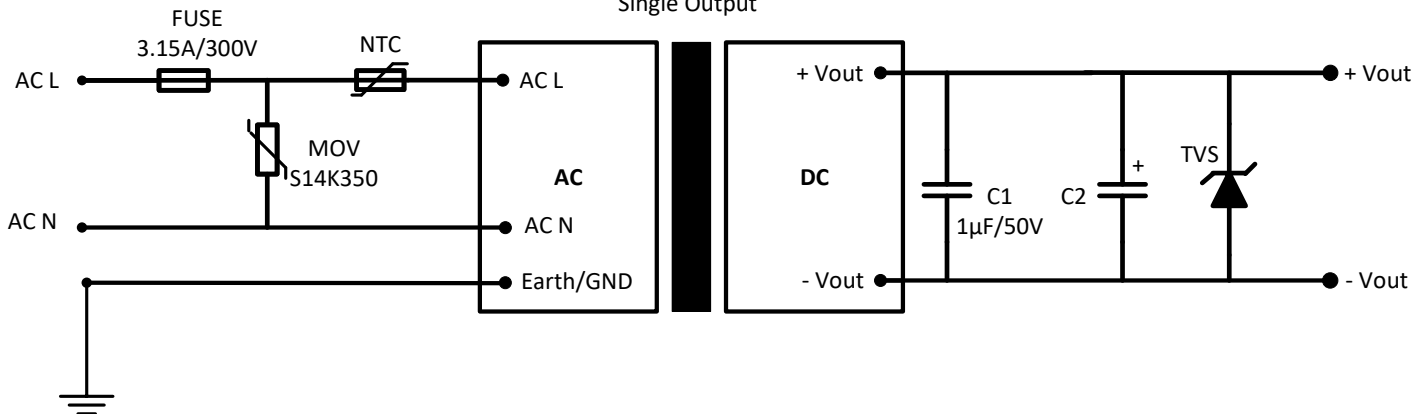 Single Output
FUSE
3.15A/300V
NTC
AC L
AC L
+ Vout
+ Vout
MOV
S14K350
AC
DC
C1
1µF/50V
C2
+
TVS
AC N
AC N
Earth/GND
- Vout
- Vout